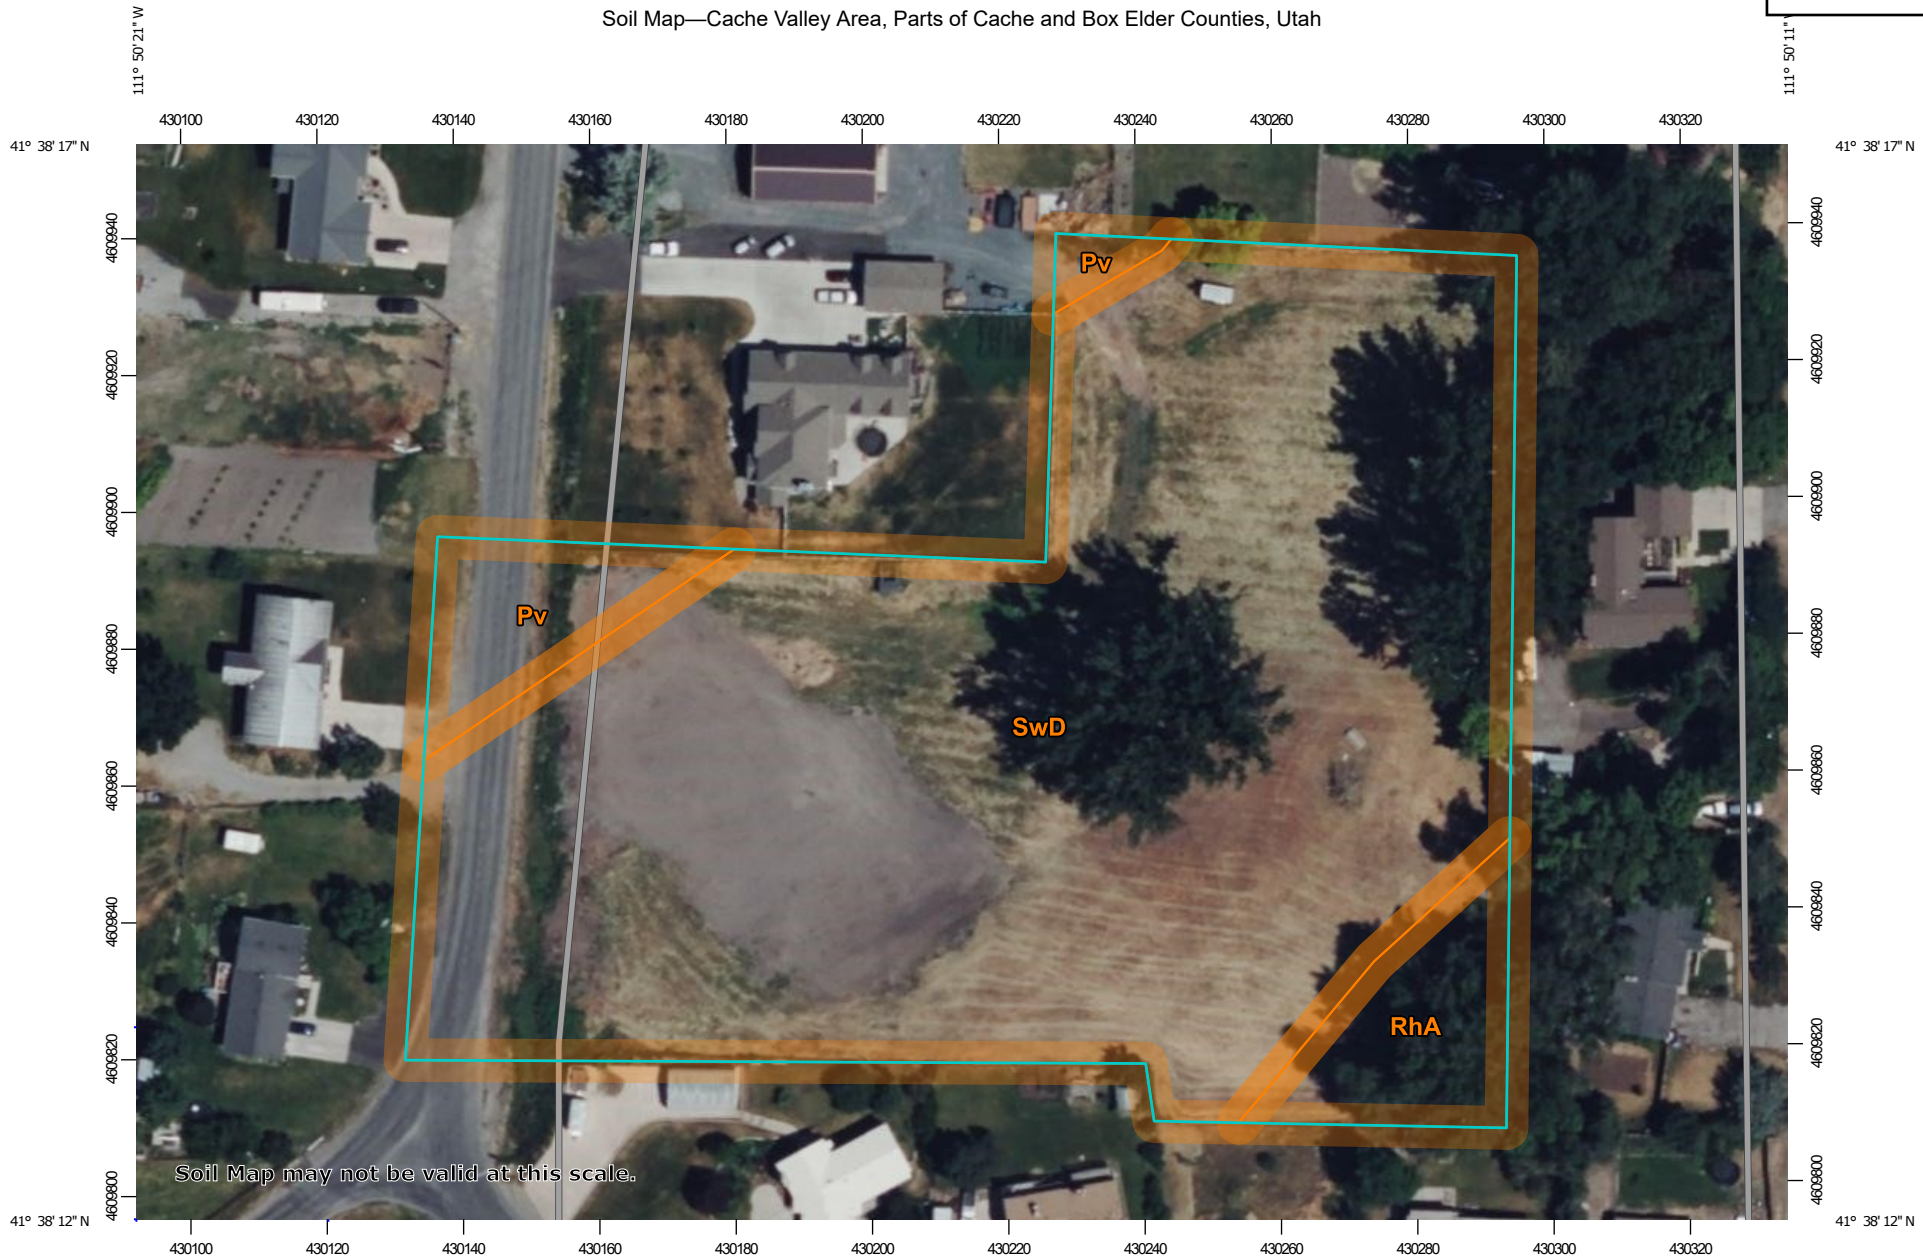 Soil Map—Cache Valley Area, Parts of Cache and Box Elder Counties, Utah
111° 50' 21" W
111° 50' 11" W
430100 430120 430140 430160 430180 430200 430220 430240 430260 430280 430300 430320
41° 38' 17" N
41° 38' 17" N
4609940
4609940
Pv
4609920
4609920
4609900
4609900
Pv
4609880
4609880
SwD
4609860
4609860
4609840
4609840
RhA
4609820
4609820
Soil Map may not be valid at this scale.
4609800
4609800
41° 38' 12" N
41° 38' 12" N
430100 430120 430140 430160 430180 430200 430220 430240 430260 430280 430300 430320